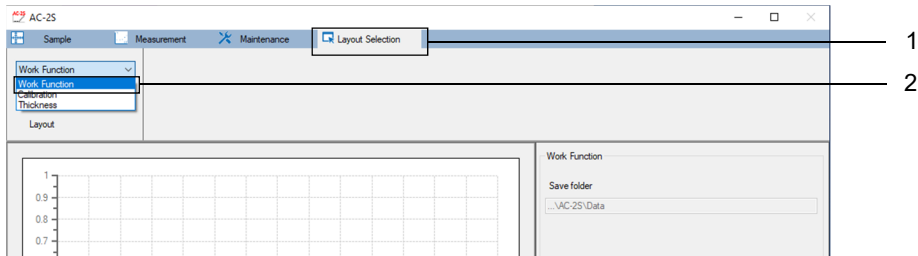 AC-2S AC-2S
Sample Measurement Maintenance Layout Selection 1
Work Function
Work Function 2
Calibration
Thickness
Layout
Work Function
Save folder
...\AC-2S\Data
1
0.9
0.8
0.7